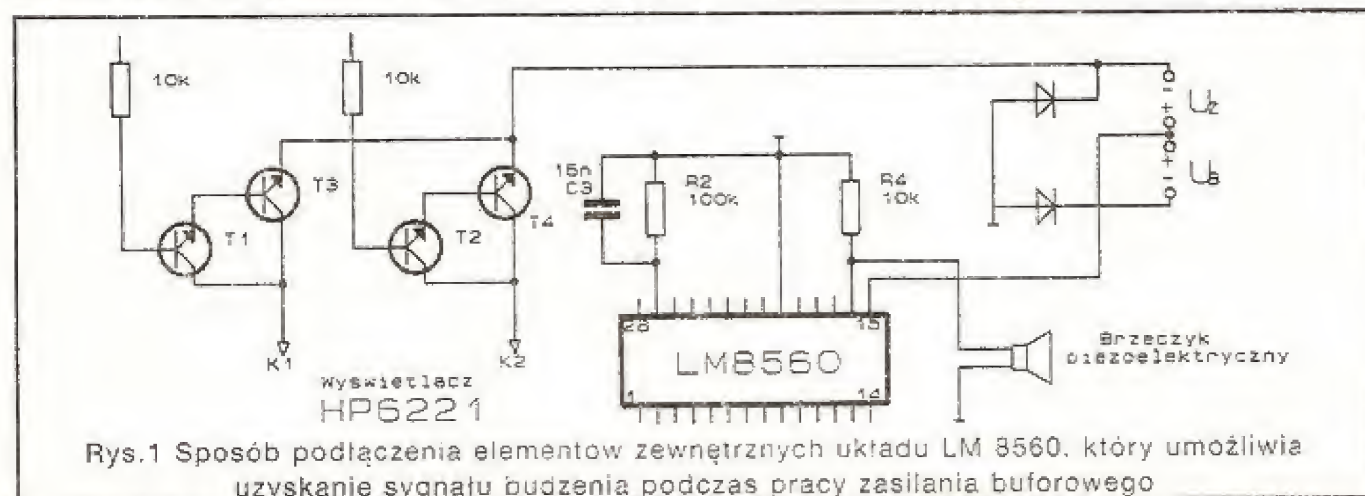 10k
10k
T3
T1
T4
T2
K1
K2
15n
C3
R2
100k
R4
10k
28
15
LM8560
1
14
Wyswietlacz
HP6221
Brzeczyk
piezoelektryczny
- +
Uz
+ -
UB
Rys.1 Sposób podłączenia elementow zewnętrznych układu LM 8560, który umożliwia
uzyskanie sygnału budzenia podczas pracy zasilania buforowego